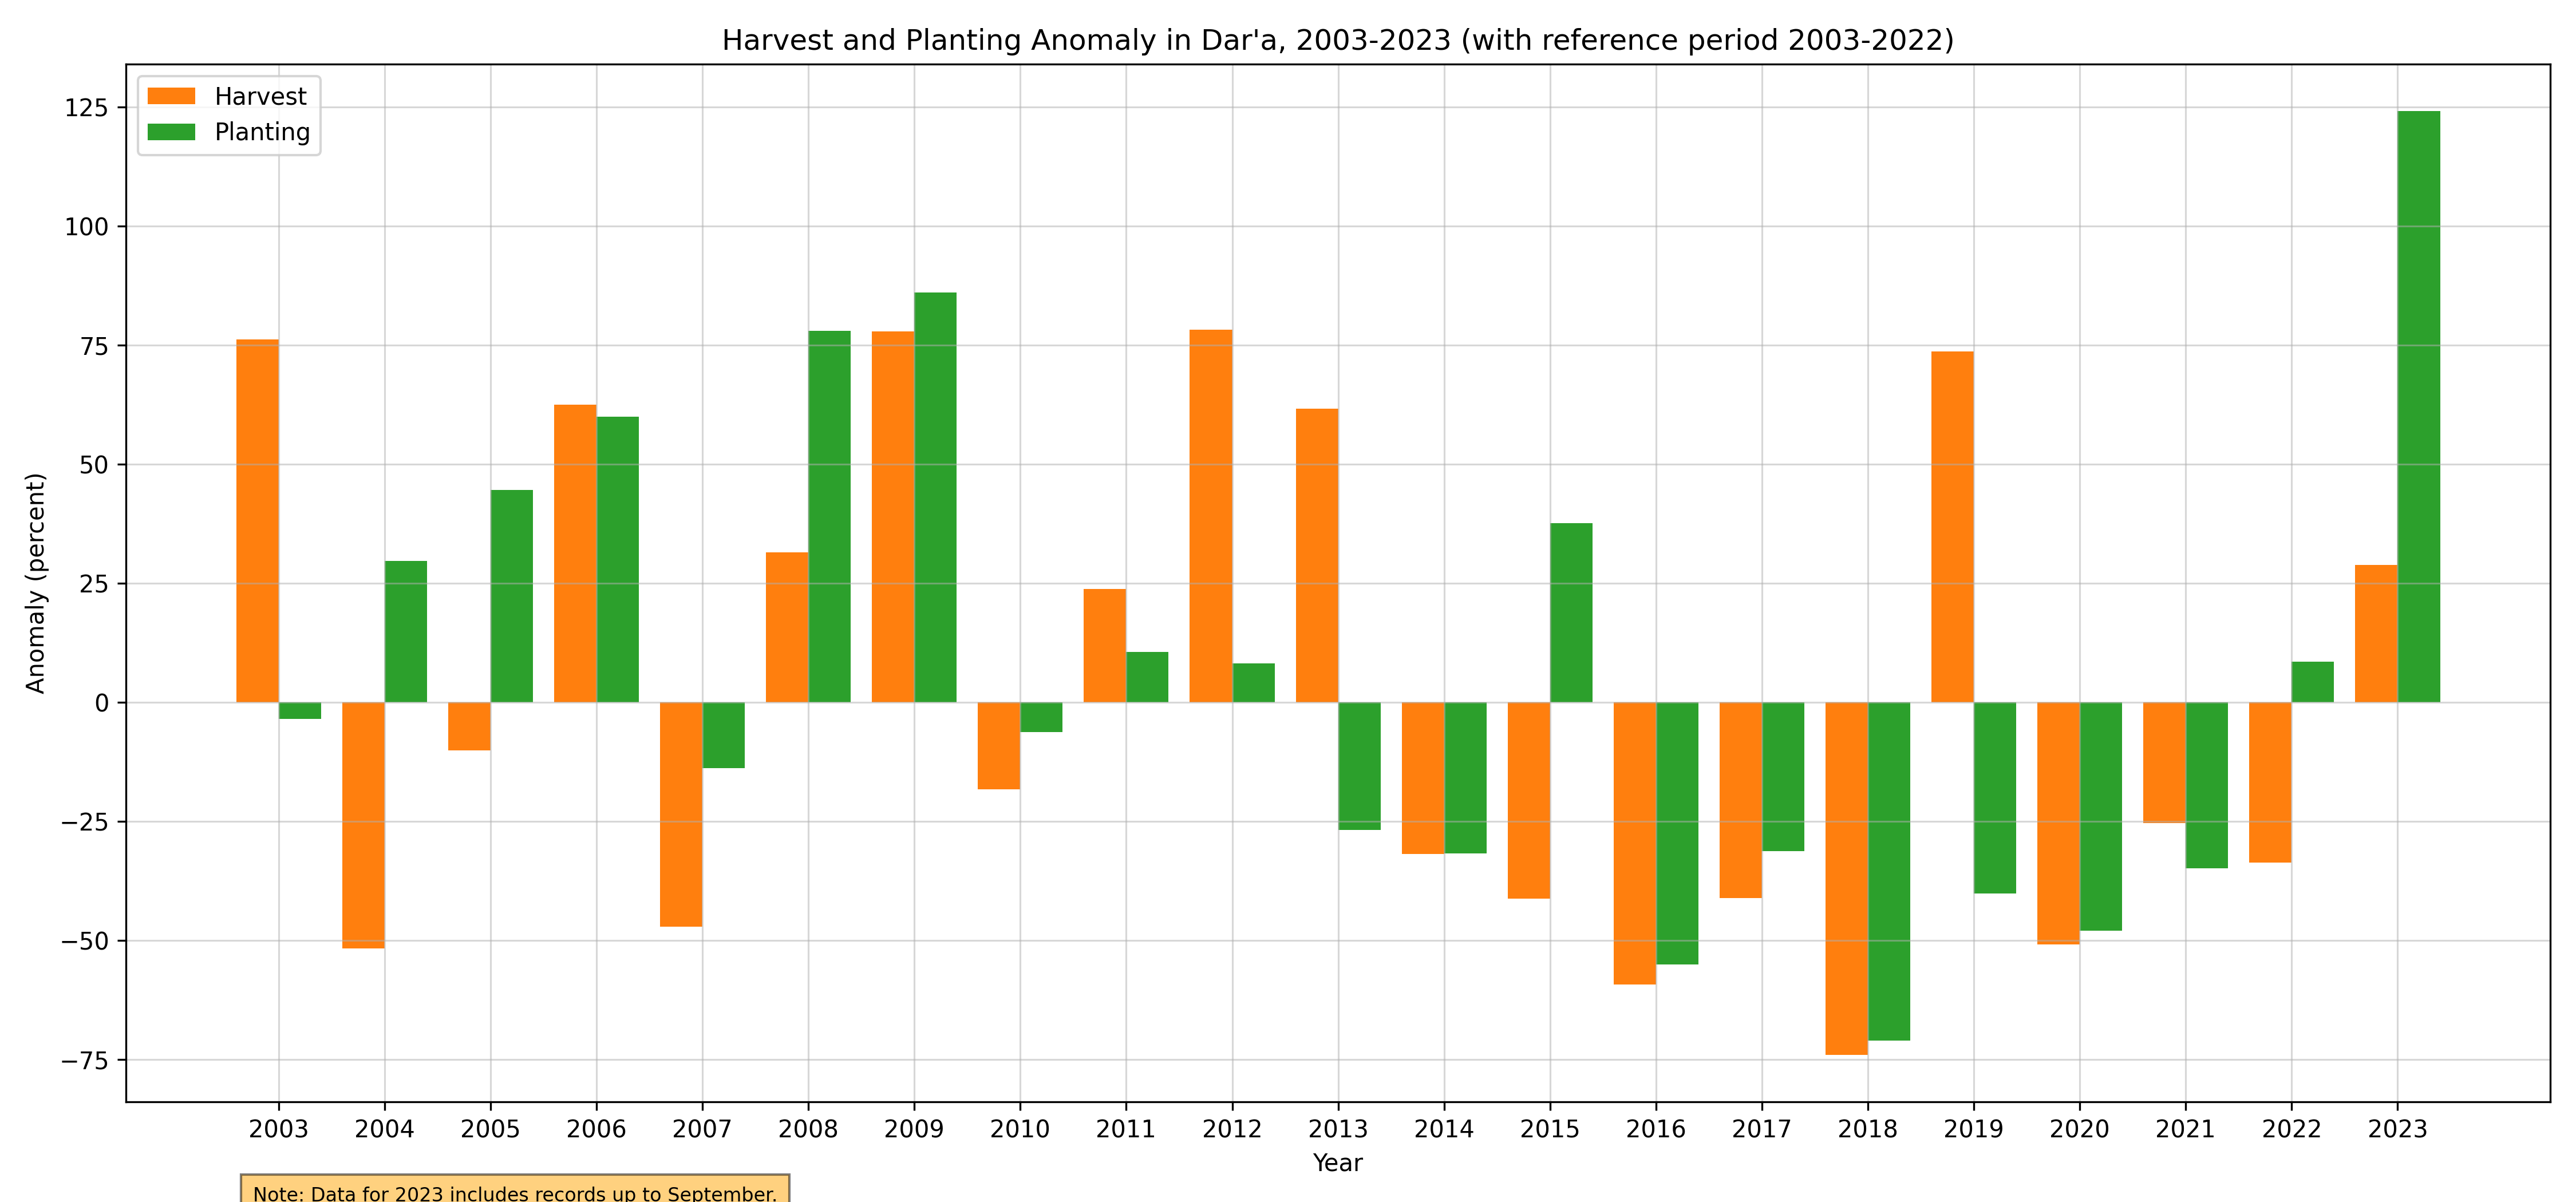 Harvest and Planting Anomaly in Dar'a, 2003-2023 (with reference period 2003-2022)
Harvest
Planting
Anomaly (percent)
125
100
75
50
25
0
−25
−50
−75
2003 2004 2005 2006 2007 2008 2009 2010 2011 2012 2013 2014 2015 2016 2017 2018 2019 2020 2021 2022 2023
Year
Note: Data for 2023 includes records up to September.